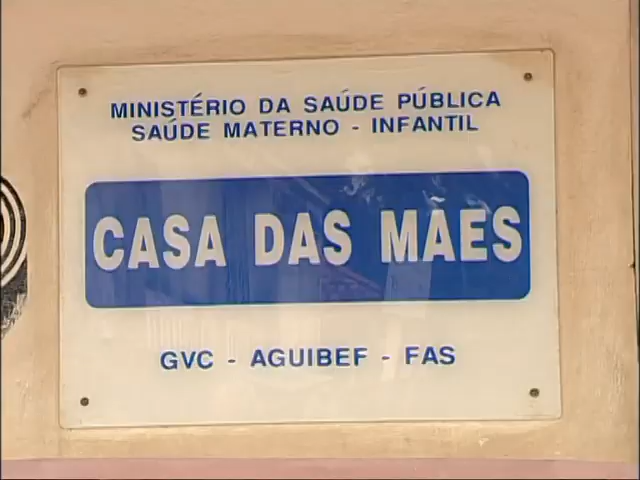 MINISTÉRIO DA SAÚDE PÚBLICA
SAÚDE MATERNO - INFANTIL
CASA DAS MÃES
GVC - AGUIBEF - FAS